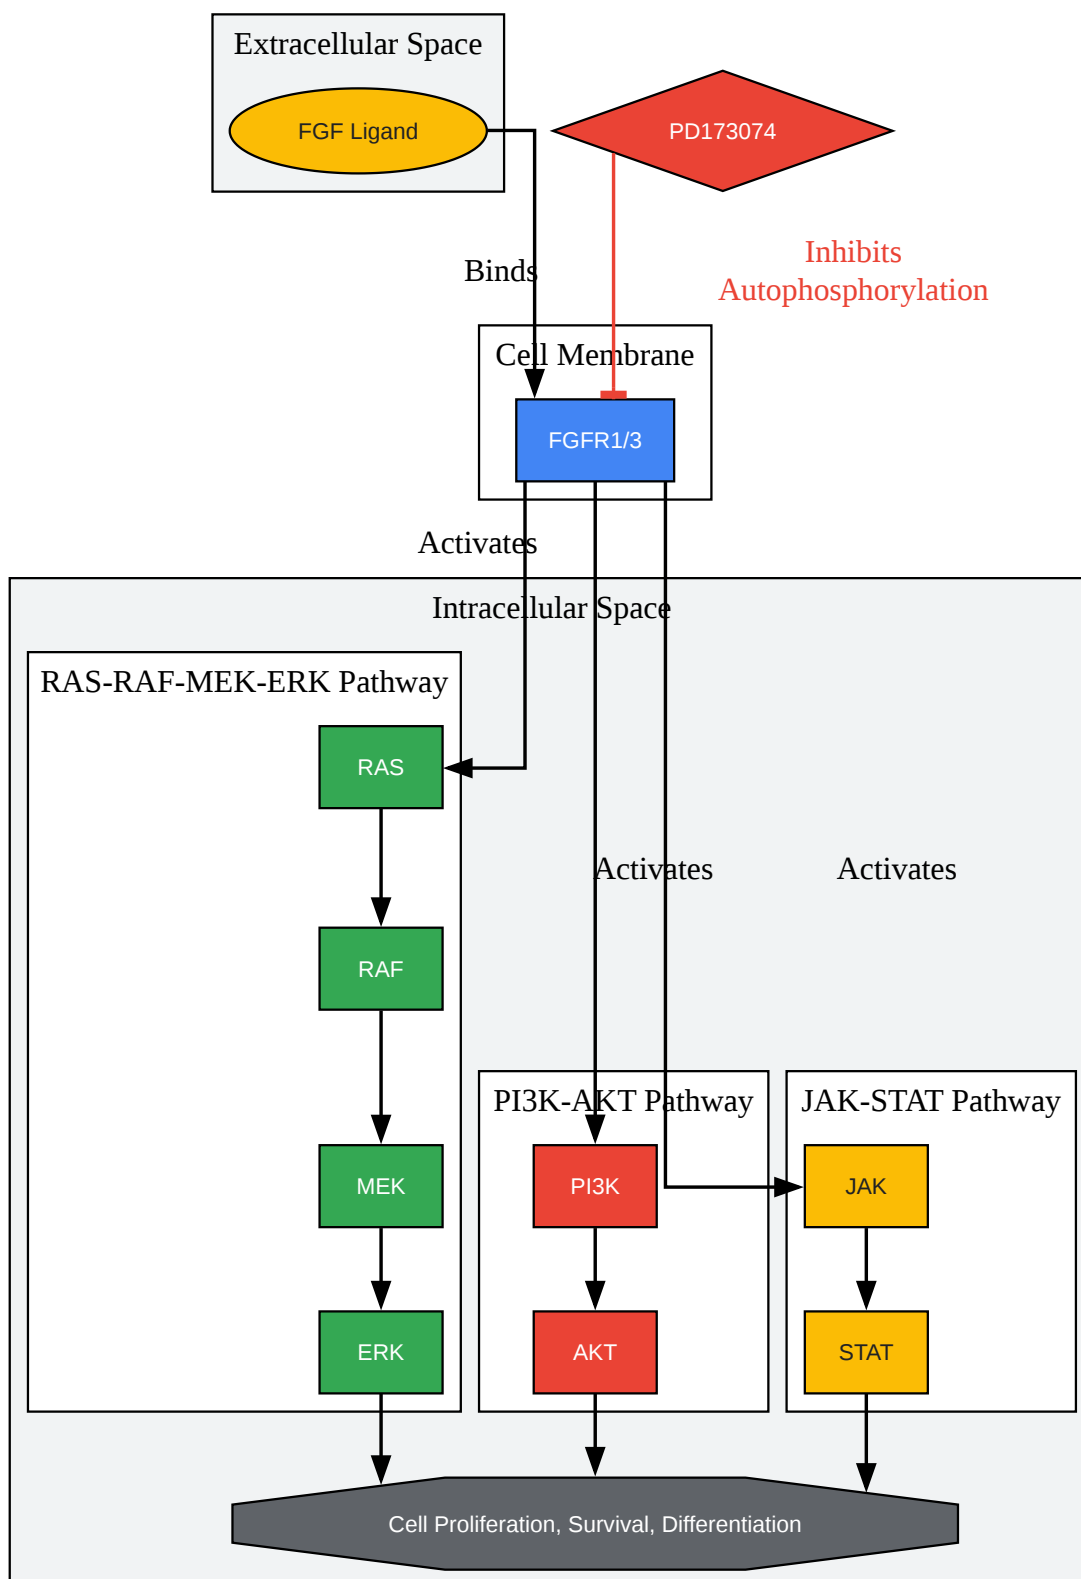 Extracellular Space
FGF Ligand
PD173074
Binds
Inhibits
Autophosphorylation
Cell Membrane
FGFR1/3
Activates
Intracellular Space
RAS-RAF-MEK-ERK Pathway
RAS
Activates
Activates
RAF
PI3K-AKT Pathway
JAK-STAT Pathway
MEK
PI3K
JAK
ERK
AKT
STAT
Cell Proliferation, Survival, Differentiation